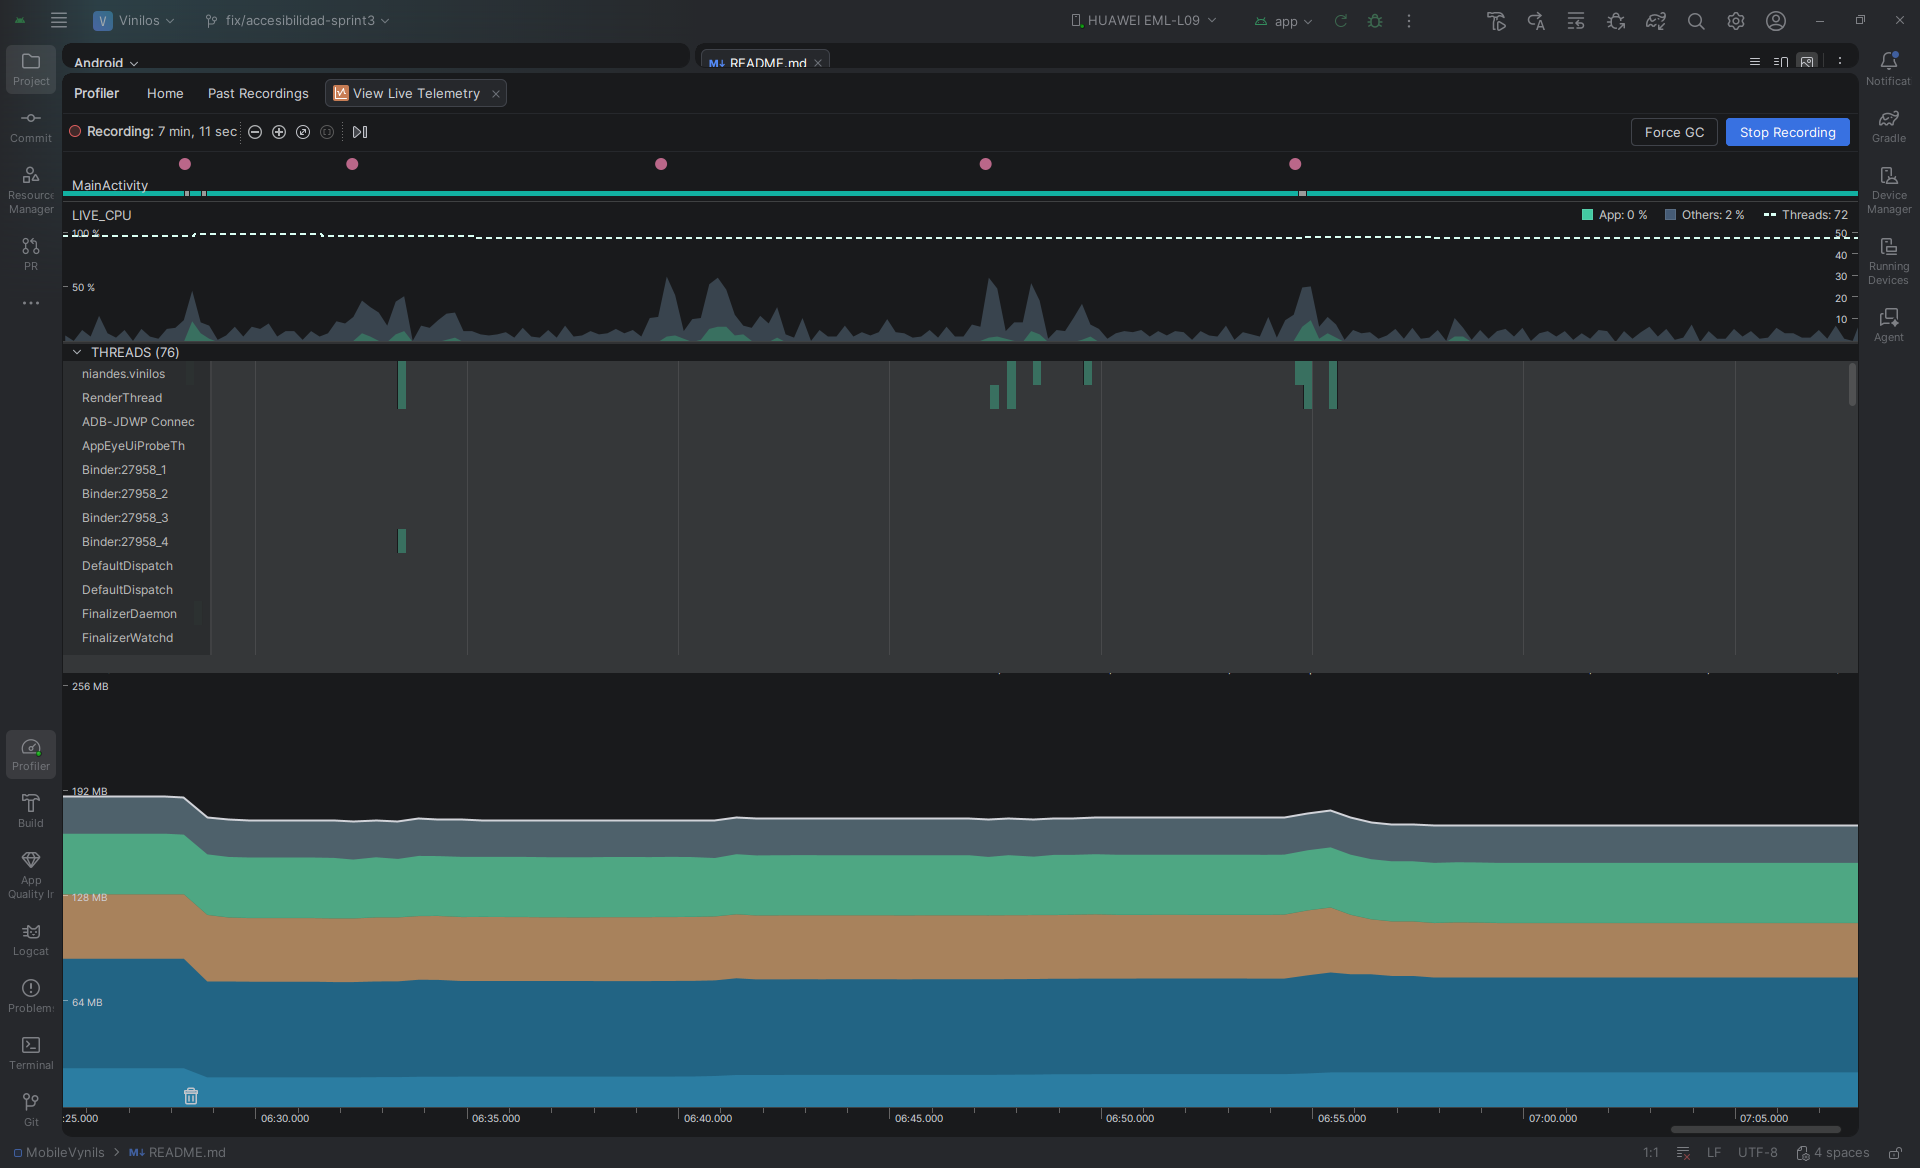 V Vinilos fix/accesibilidad-sprint3 HUAWEI EML-L09 app
Project
Commit
Resource
Manager
PR
Profiler
Build
App
Quality In
Logcat
Problem
Terminal
Git
Android
M↓ README.md
Profiler Home Past Recordings View Live Telemetry
Recording: 7 min, 11 sec Force GC Stop Recording
MainActivity
LIVE_CPU App: 0 % Others: 2 % Threads: 72
100 % 50
40
50 % 30
20
10
THREADS (76)
niandes.vinilos
RenderThread
ADB-JDWP Connec
AppEyeUiProbeTh
Binder:27958_1
Binder:27958_2
Binder:27958_3
Binder:27958_4
DefaultDispatch
DefaultDispatch
FinalizerDaemon
FinalizerWatchd
256 MB
192 MB
128 MB
64 MB
:25.000 06:30.000 06:35.000 06:40.000 06:45.000 06:50.000 06:55.000 07:00.000 07:05.000
Notificat
Gradle
Device
Manager
Running
Devices
Agent
MobileVynils M↓ README.md 1:1 LF UTF-8 4 spaces